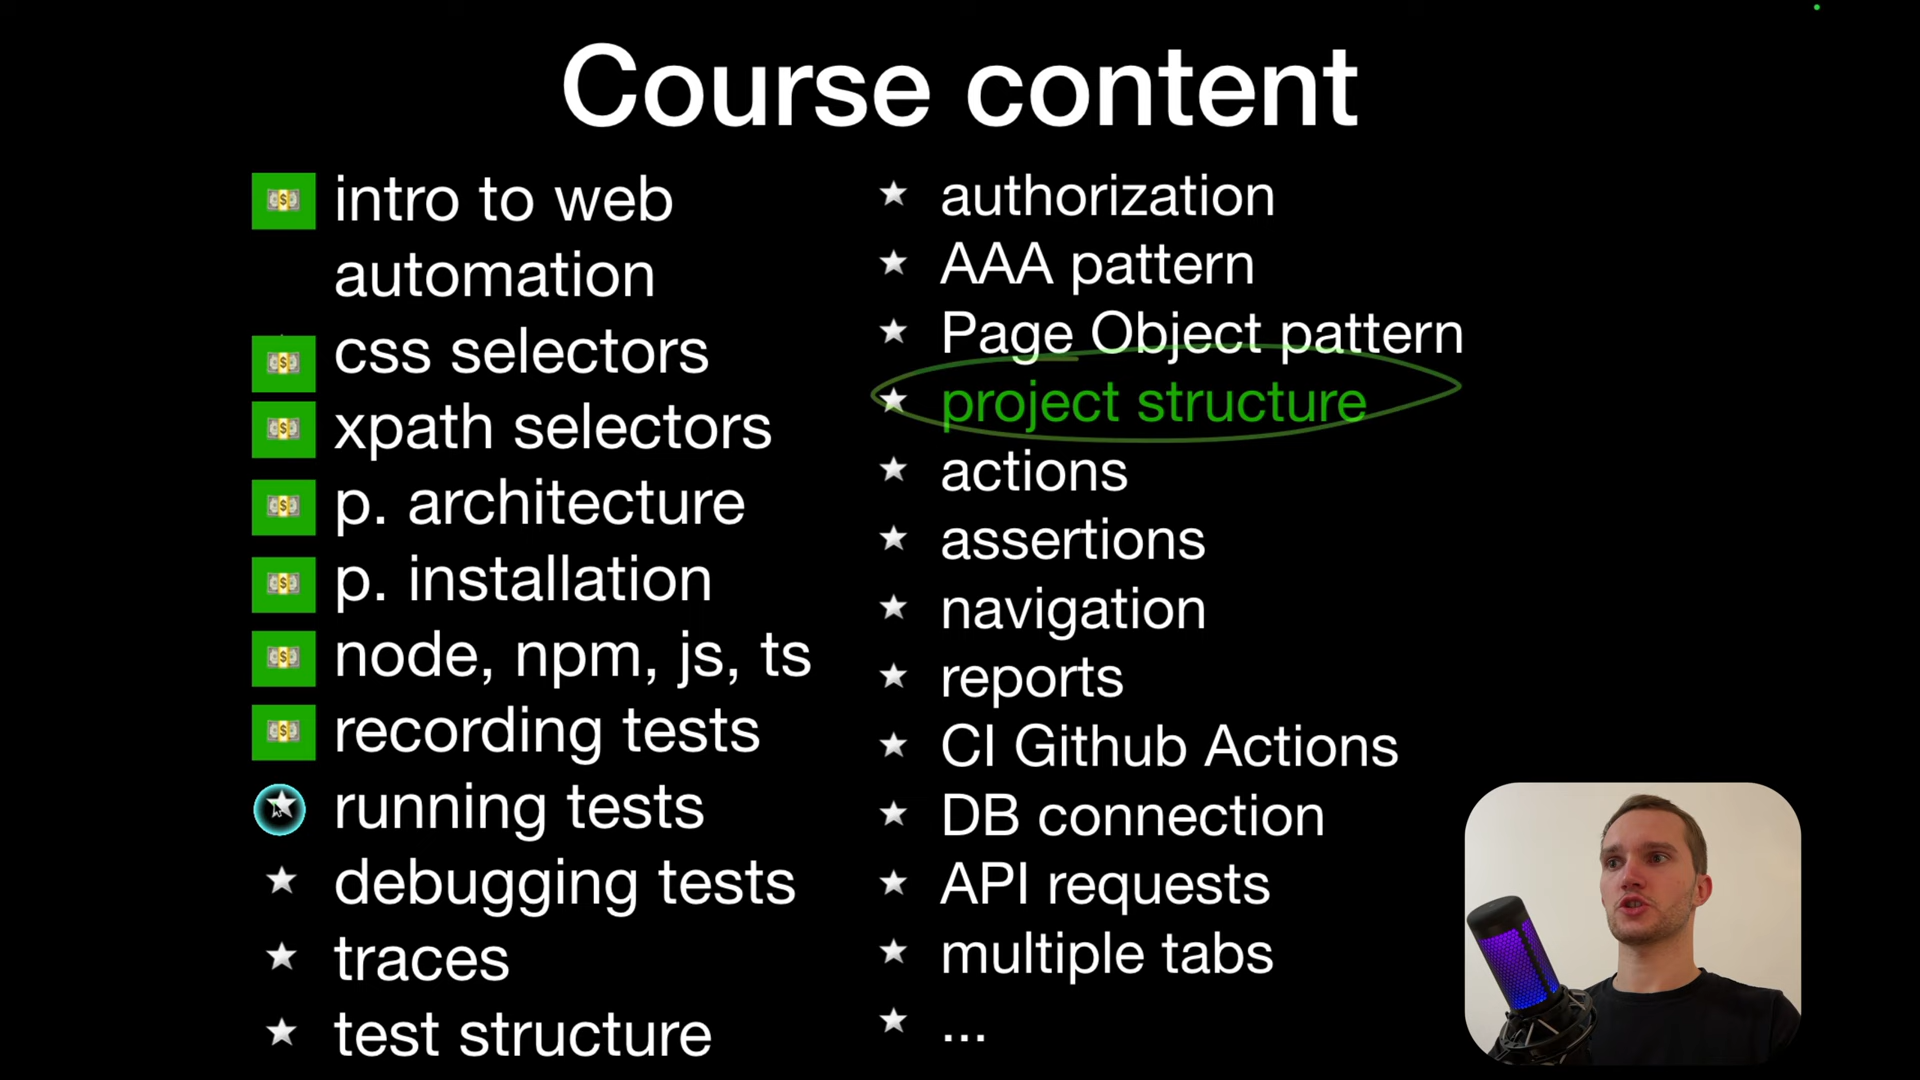 Course content
intro to web
automation
css selectors
xpath selectors
p. architecture
p. installation
node, npm, js, ts
recording tests
running tests
debugging tests
traces
test structure
authorization
AAA pattern
Page Object pattern
project structure
actions
assertions
navigation
reports
CI Github Actions
DB connection
API requests
multiple tabs
...